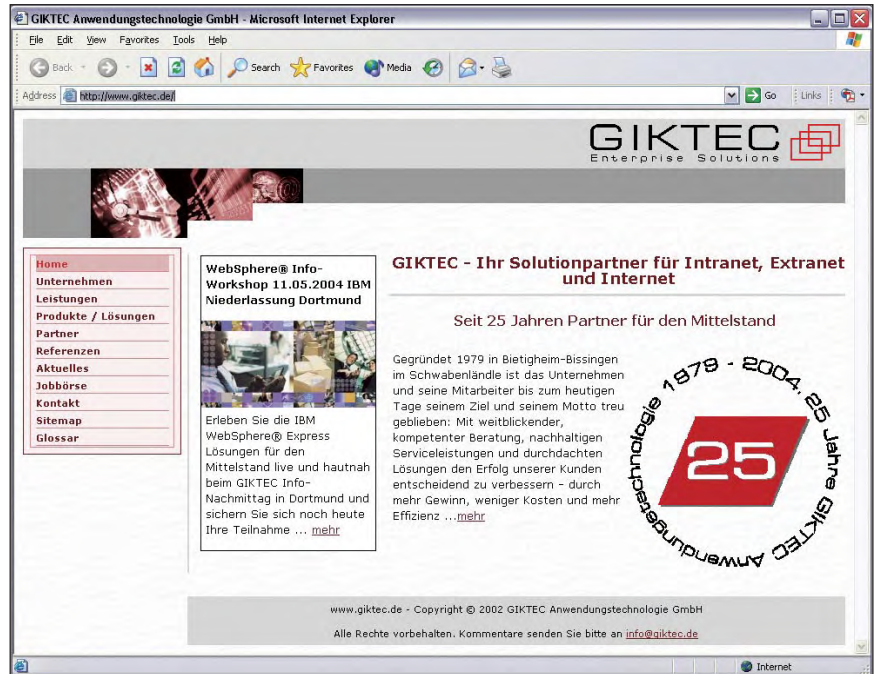 GIKTEC Anwendungstechnologie GmbH - Microsoft Internet Explorer
File Edit View Favorites Tools Help
Back Search Favorites Media
Address http://www.giktec.de/ Go Links
GIKTEC
Enterprise Solutions
Home
Unternehmen
Leistungen
Produkte / Lösungen
Partner
Referenzen
Aktuelles
Jobbörse
Kontakt
Sitemap
Glossar
WebSphere® Info-
Workshop 11.05.2004 IBM
Niederlassung Dortmund
Erleben Sie die IBM
WebSphere® Express
Lösungen für den
Mittelstand live und hautnah
beim GIKTEC Info-
Nachmittag in Dortmund und
sichern Sie sich noch heute
Ihre Teilnahme ... mehr
GIKTEC - Ihr Solutionpartner für Intranet, Extranet
und Internet
Seit 25 Jahren Partner für den Mittelstand
Gegründet 1979 in Bietigheim-Bissingen
im Schwabenländle ist das Unternehmen
und seine Mitarbeiter bis zum heutigen
Tage seinem Ziel und seinem Motto treu
geblieben: Mit weitblickender,
kompetenter Beratung, nachhaltigen
Serviceleistungen und durchdachten
Lösungen den Erfolg unserer Kunden
entscheidend zu verbessern - durch
mehr Gewinn, weniger Kosten und mehr
Effizienz ...mehr
25 Jahre GIKTEC Anwendungstechnologie 1979 - 2004,
25
www.giktec.de - Copyright © 2002 GIKTEC Anwendungstechnologie GmbH
Alle Rechte vorbehalten. Kommentare senden Sie bitte an info@giktec.de
Internet